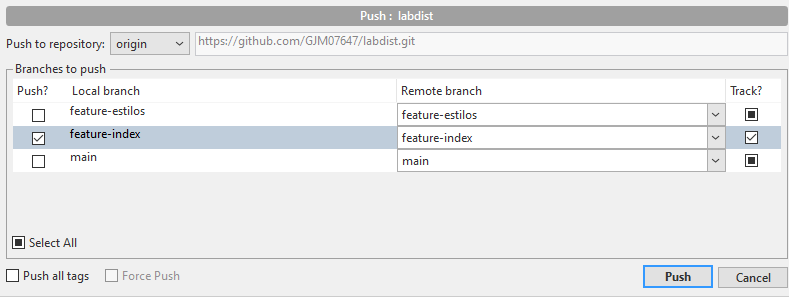 Push : labdist
Push to repository: origin https://github.com/GJM07647/labdist.git
Branches to push
Push? Local branch Remote branch Track?
feature-estilos feature-estilos
feature-index feature-index
main main
Select All
Push all tags Force Push Push Cancel